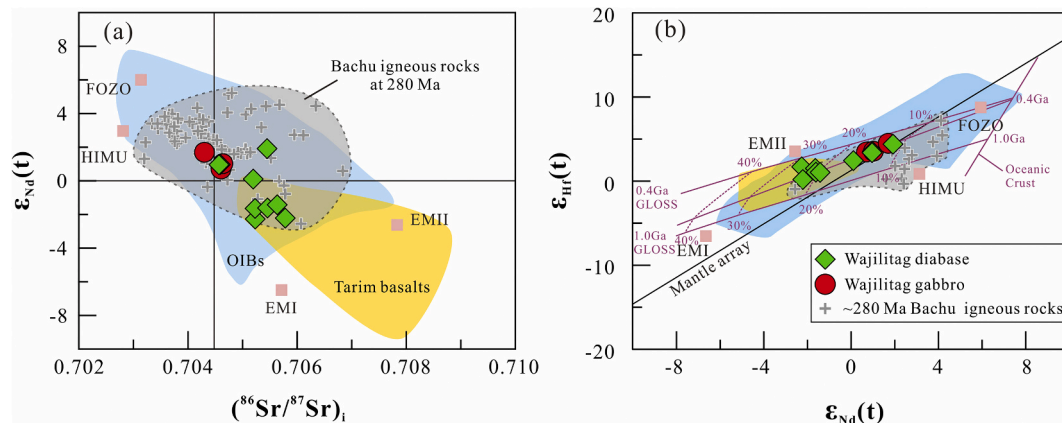 (a)
8
4
0
-4
-8
εNd(t)
FOZO
HIMU
Bachu igneous rocks
at 280 Ma
EMII
OIBs
Tarim basalts
EMI
0.702 0.704 0.706 0.708 0.710
(⁸⁶Sr/⁸⁷Sr)i
(b)
20
10
0
-10
-20
εHf(t)
EMII
10%
0.4Ga
20%
FOZO
30%
1.0Ga
40%
Oceanic
Crust
0.4Ga
GLOSS
10%
HIMU
20%
30%
1.0Ga
GLOSS
40%
EMI
Mantle array
Wajilitag diabase
Wajilitag gabbro
~280 Ma Bachu igneous rocks
-8 -4 0 4 8
εNd(t)